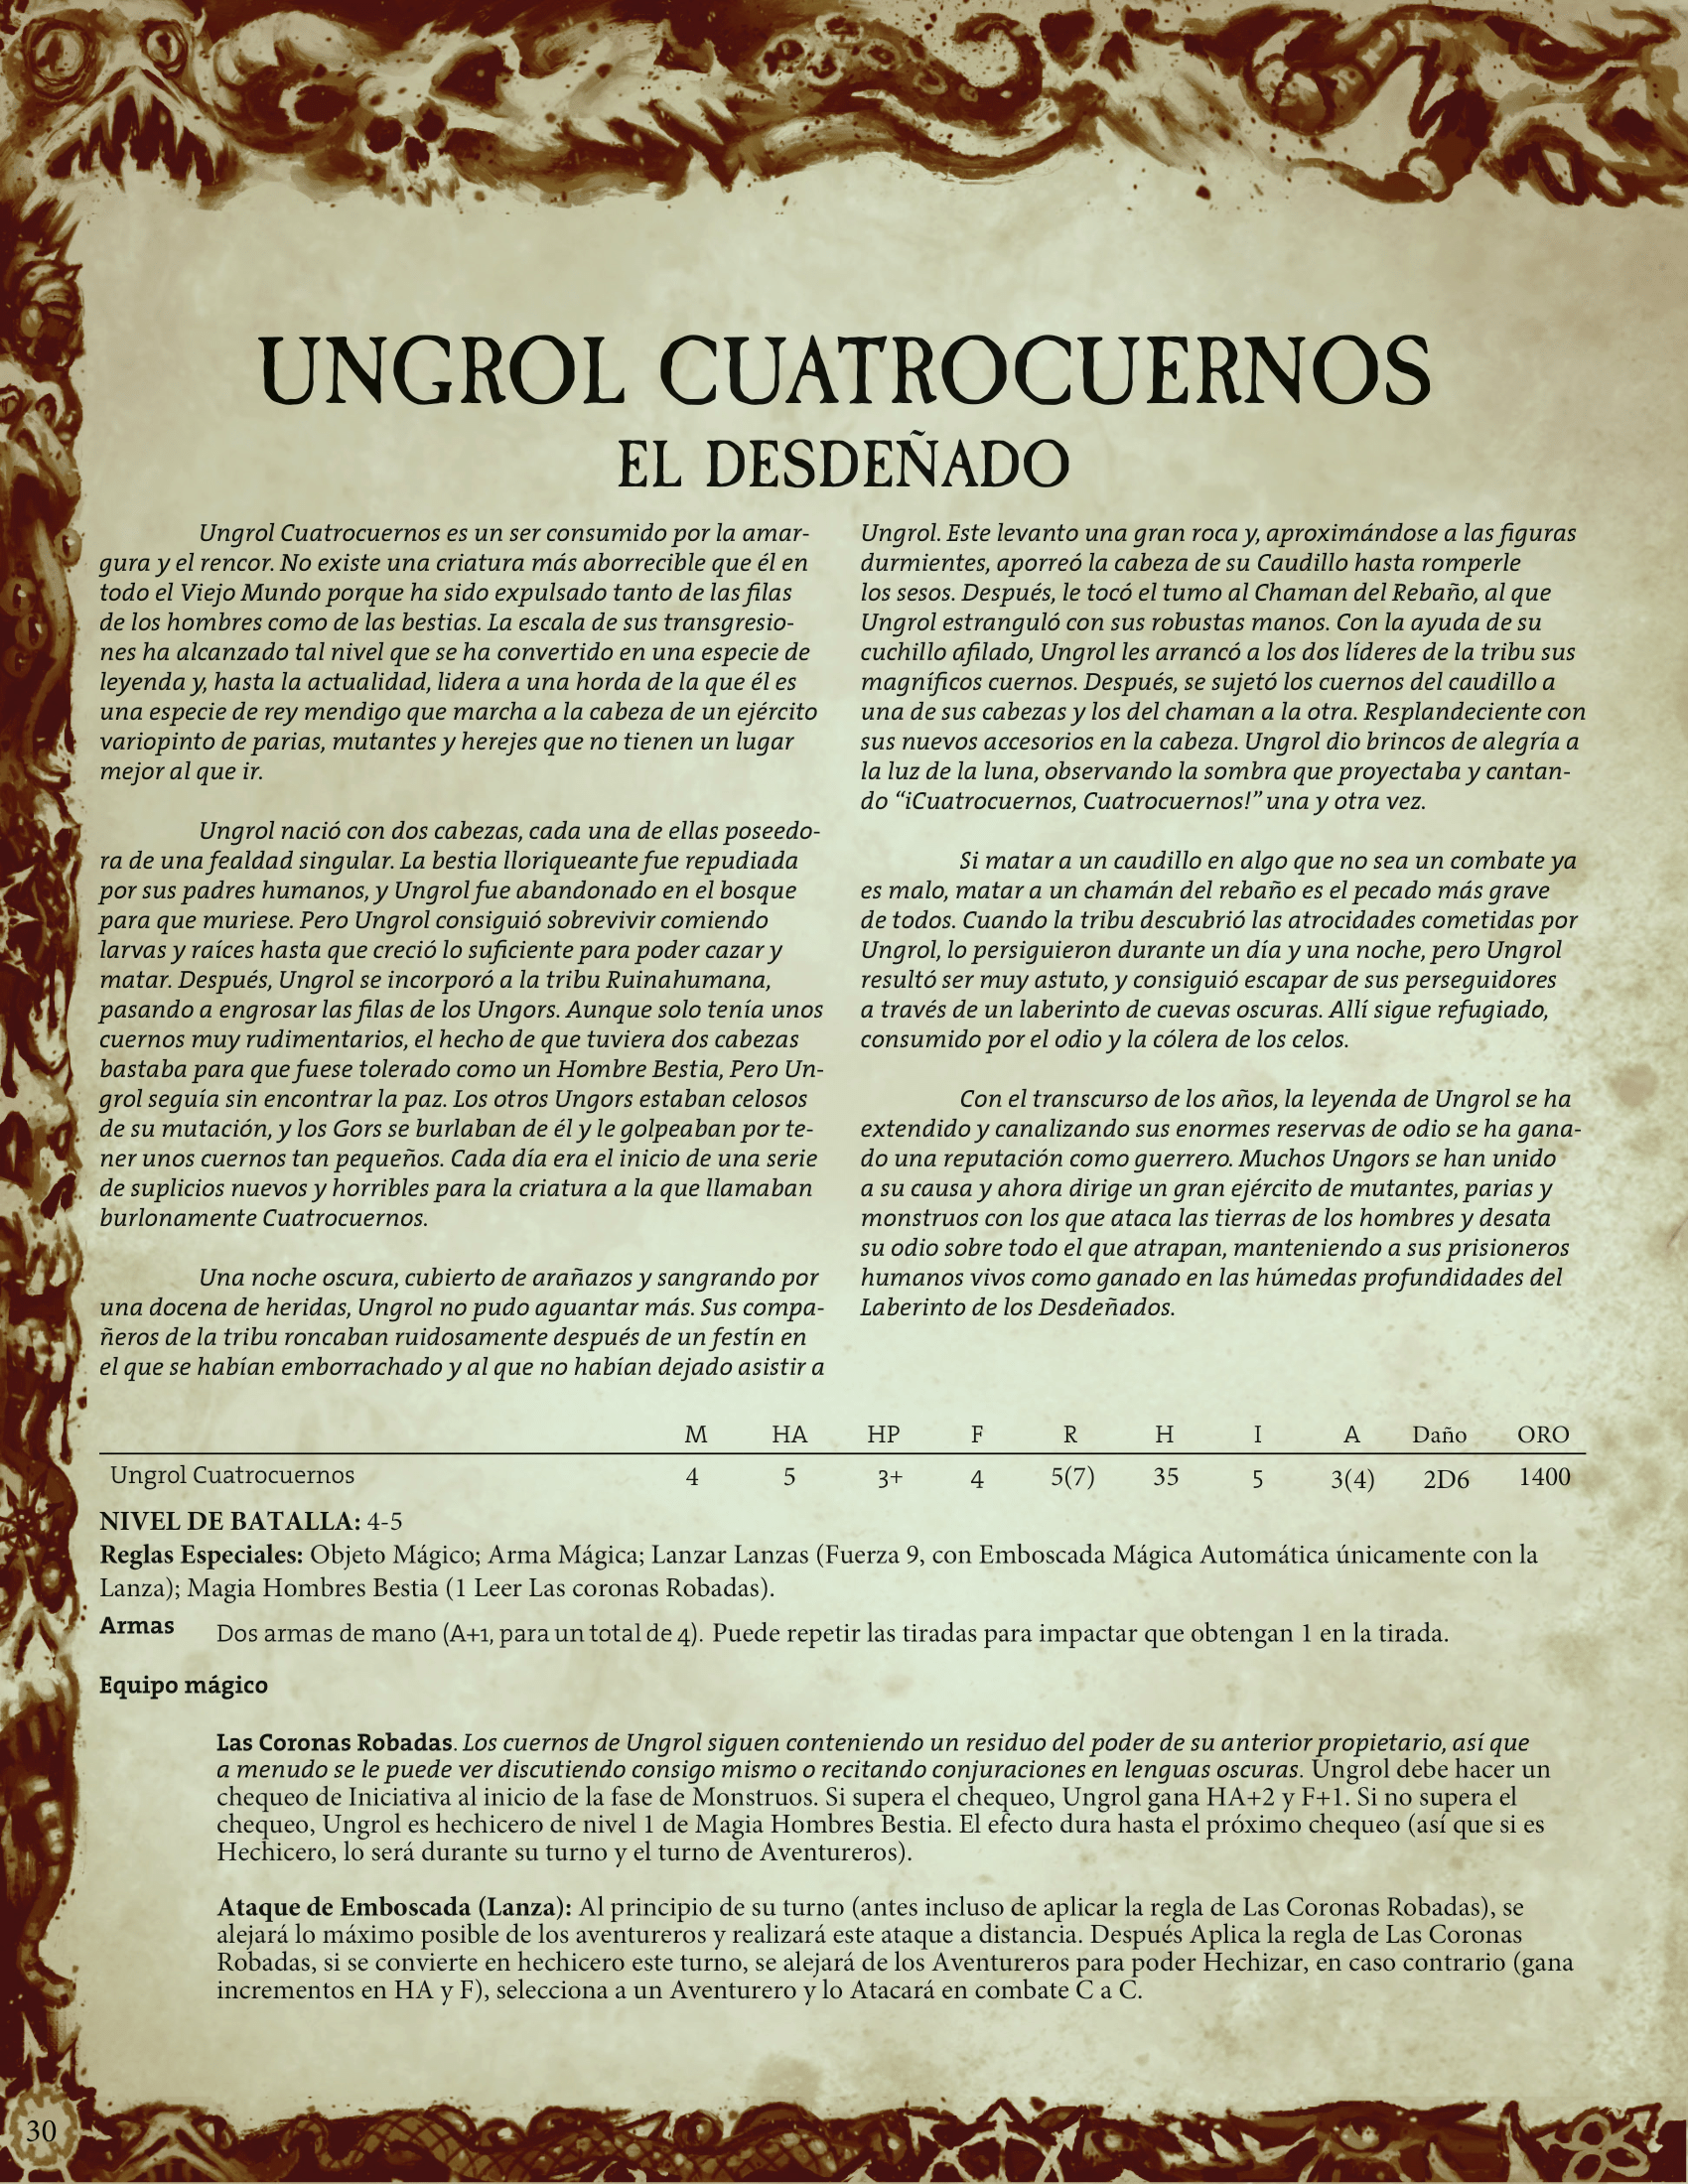 UNGROL CUATROCUERNOS
EL DESDEÑADO
Ungrol Cuatrocuernos es un ser consumido por la amar-
gura y el rencor. No existe una criatura más aborrecible que él en
todo el Viejo Mundo porque ha sido expulsado tanto de las filas
de los hombres como de las bestias. La escala de sus transgresio-
nes ha alcanzado tal nivel que se ha convertido en una especie de
leyenda y, hasta la actualidad, lidera a una horda de la que él es
una especie de rey mendigo que marcha a la cabeza de un ejército
variopinto de parias, mutantes y herejes que no tienen un lugar
mejor al que ir.
Ungrol nació con dos cabezas, cada una de ellas poseedo-
ra de una fealdad singular. La bestia lloriqueante fue repudiada
por sus padres humanos, y Ungrol fue abandonado en el bosque
para que muriese. Pero Ungrol consiguió sobrevivir comiendo
larvas y raíces hasta que creció lo suficiente para poder cazar y
matar. Después, Ungrol se incorporó a la tribu Ruinahumana,
pasando a engrosar las filas de los Ungors. Aunque solo tenía unos
cuernos muy rudimentarios, el hecho de que tuviera dos cabezas
bastaba para que fuese tolerado como un Hombre Bestia, Pero Un-
grol seguía sin encontrar la paz. Los otros Ungors estaban celosos
de su mutación, y los Gors se burlaban de él y le golpeaban por te-
ner unos cuernos tan pequeños. Cada día era el inicio de una serie
de suplicios nuevos y horribles para la criatura a la que llamaban
burlonamente Cuatrocuernos.
Una noche oscura, cubierto de arañazos y sangrando por
una docena de heridas, Ungrol no pudo aguantar más. Sus compa-
ñeros de la tribu roncaban ruidosamente después de un festín en
el que se habían emborrachado y al que no habían dejado asistir a
Ungrol. Este levanto una gran roca y, aproximándose a las figuras
durmientes, aporreó la cabeza de su Caudillo hasta romperle
los sesos. Después, le tocó el tumo al Chaman del Rebaño, al que
Ungrol estranguló con sus robustas manos. Con la ayuda de su
cuchillo afilado, Ungrol les arrancó a los dos líderes de la tribu sus
magníficos cuernos. Después, se sujetó los cuernos del caudillo a
una de sus cabezas y los del chaman a la otra. Resplandeciente con
sus nuevos accesorios en la cabeza. Ungrol dio brincos de alegría a
la luz de la luna, observando la sombra que proyectaba y cantan-
do “iCuatrocuernos, Cuatrocuernos!” una y otra vez.
Si matar a un caudillo en algo que no sea un combate ya
es malo, matar a un chamán del rebaño es el pecado más grave
de todos. Cuando la tribu descubrió las atrocidades cometidas por
Ungrol, lo persiguieron durante un día y una noche, pero Ungrol
resultó ser muy astuto, y consiguió escapar de sus perseguidores
a través de un laberinto de cuevas oscuras. Allí sigue refugiado,
consumido por el odio y la cólera de los celos.
Con el transcurso de los años, la leyenda de Ungrol se ha
extendido y canalizando sus enormes reservas de odio se ha gana-
do una reputación como guerrero. Muchos Ungors se han unido
a su causa y ahora dirige un gran ejército de mutantes, parias y
monstruos con los que ataca las tierras de los hombres y desata
su odio sobre todo el que atrapan, manteniendo a sus prisioneros
humanos vivos como ganado en las húmedas profundidades del
Laberinto de los Desdeñados.
M HA HP F R H I A Daño ORO
Ungrol Cuatrocuernos 4 5 3+ 4 5(7) 35 5 3(4) 2D6 1400
NIVEL DE BATALLA: 4-5
Reglas Especiales: Objeto Mágico; Arma Mágica; Lanzar Lanzas (Fuerza 9, con Emboscada Mágica Automática únicamente con la
Lanza); Magia Hombres Bestia (1 Leer Las coronas Robadas).
Armas Dos armas de mano (A+1, para un total de 4). Puede repetir las tiradas para impactar que obtengan 1 en la tirada.
Equipo mágico
Las Coronas Robadas. Los cuernos de Ungrol siguen conteniendo un residuo del poder de su anterior propietario, así que
a menudo se le puede ver discutiendo consigo mismo o recitando conjuraciones en lenguas oscuras. Ungrol debe hacer un
chequeo de Iniciativa al inicio de la fase de Monstruos. Si supera el chequeo, Ungrol gana HA+2 y F+1. Si no supera el
chequeo, Ungrol es hechicero de nivel 1 de Magia Hombres Bestia. El efecto dura hasta el próximo chequeo (así que si es
Hechicero, lo será durante su turno y el turno de Aventureros).
Ataque de Emboscada (Lanza): Al principio de su turno (antes incluso de aplicar la regla de Las Coronas Robadas), se
alejará lo máximo posible de los aventureros y realizará este ataque a distancia. Después Aplica la regla de Las Coronas
Robadas, si se convierte en hechicero este turno, se alejará de los Aventureros para poder Hechizar, en caso contrario (gana
incrementos en HA y F), selecciona a un Aventurero y lo Atacará en combate C a C.
30